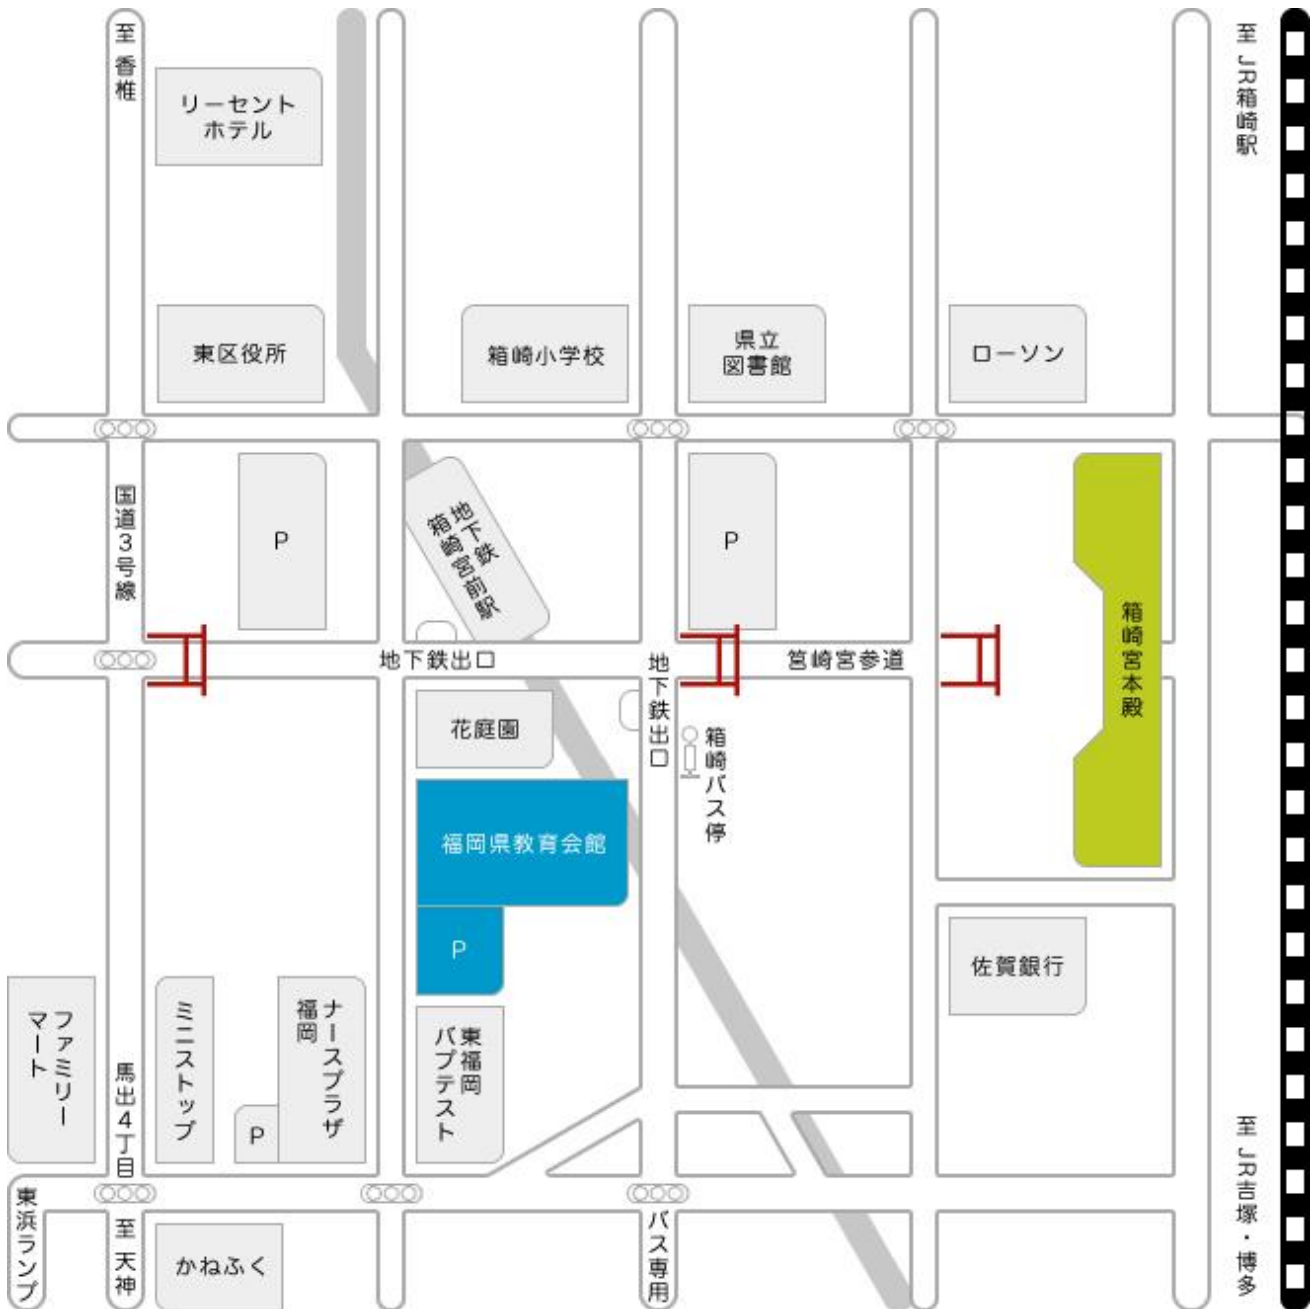 至 香椎
リーセント
ホテル
至 JR箱崎駅
東区役所
箱崎小学校
県立
図書館
ローソン
国道3号線
P
地下鉄
箱崎宮前駅
P
箱崎宮本殿
地下鉄出口
地下鉄出口
筥崎宮参道
花庭園
箱崎バス停
福岡県教育会館
P
佐賀銀行
ファミリー
マート
馬出4丁目
ミニストップ
P
ナースプラザ
福岡
東福岡
バプテスト
至 JR吉塚・博多
東浜ランプ
至 天神
かねふく
バス専用